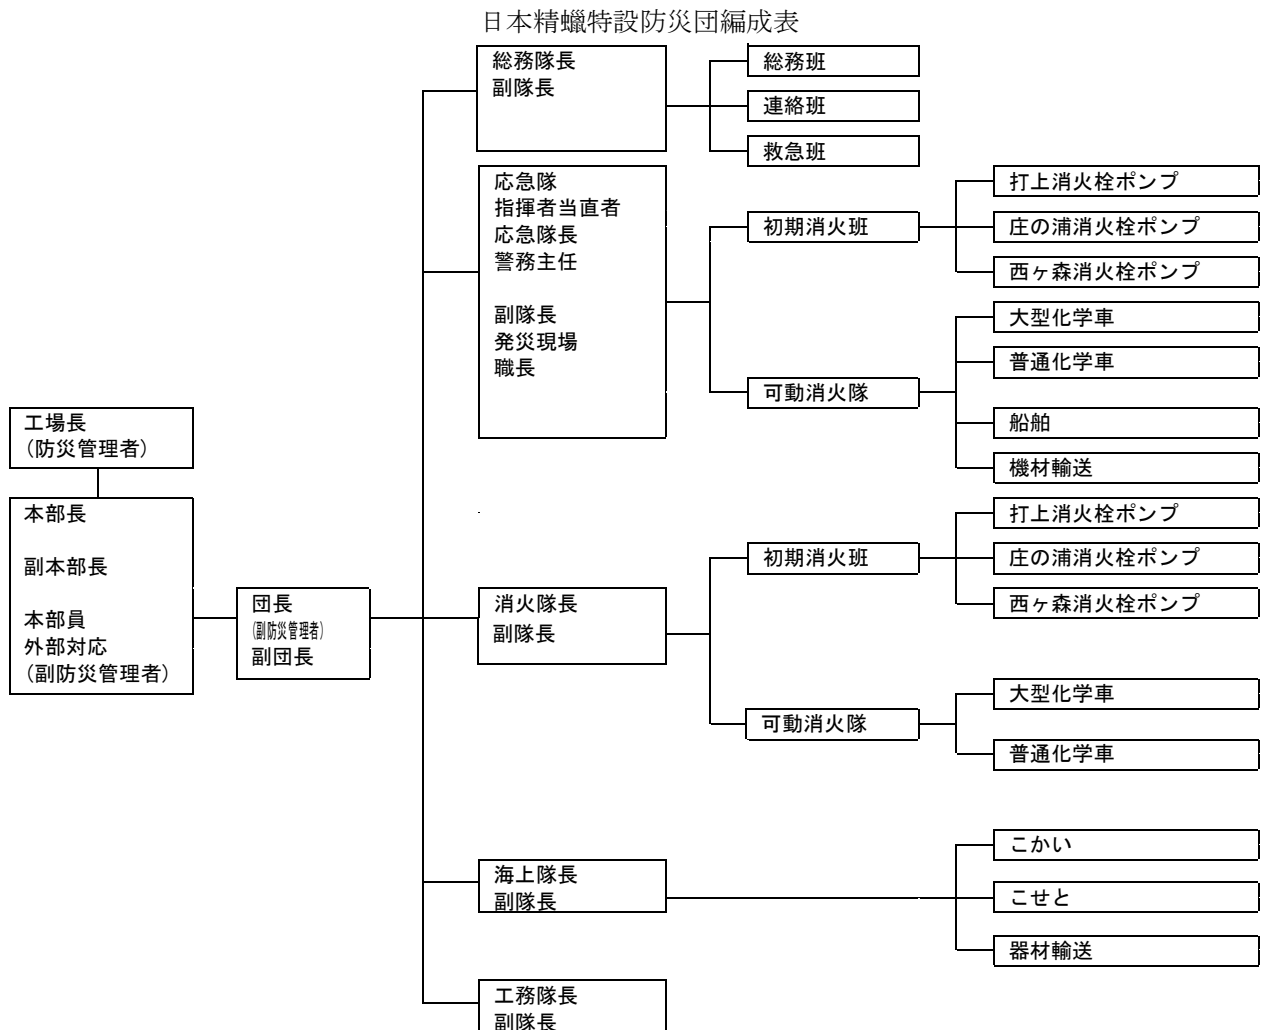 日本精蠟特設防災団編成表
工場長
(防災管理者)
本部長
副本部長
本部員
外部対応
(副防災管理者)
団長
(副防災管理者)
副団長
総務隊長
副隊長
総務班
連絡班
救急班
応急隊
指揮者当直者
応急隊長
警務主任
副隊長
発災現場
職長
初期消火班
打上消火栓ポンプ
庄の浦消火栓ポンプ
西ヶ森消火栓ポンプ
可動消火隊
大型化学車
普通化学車
船舶
機材輸送
消火隊長
副隊長
初期消火班
打上消火栓ポンプ
庄の浦消火栓ポンプ
西ヶ森消火栓ポンプ
可動消火隊
大型化学車
普通化学車
海上隊長
副隊長
こかい
こせと
器材輸送
工務隊長
副隊長